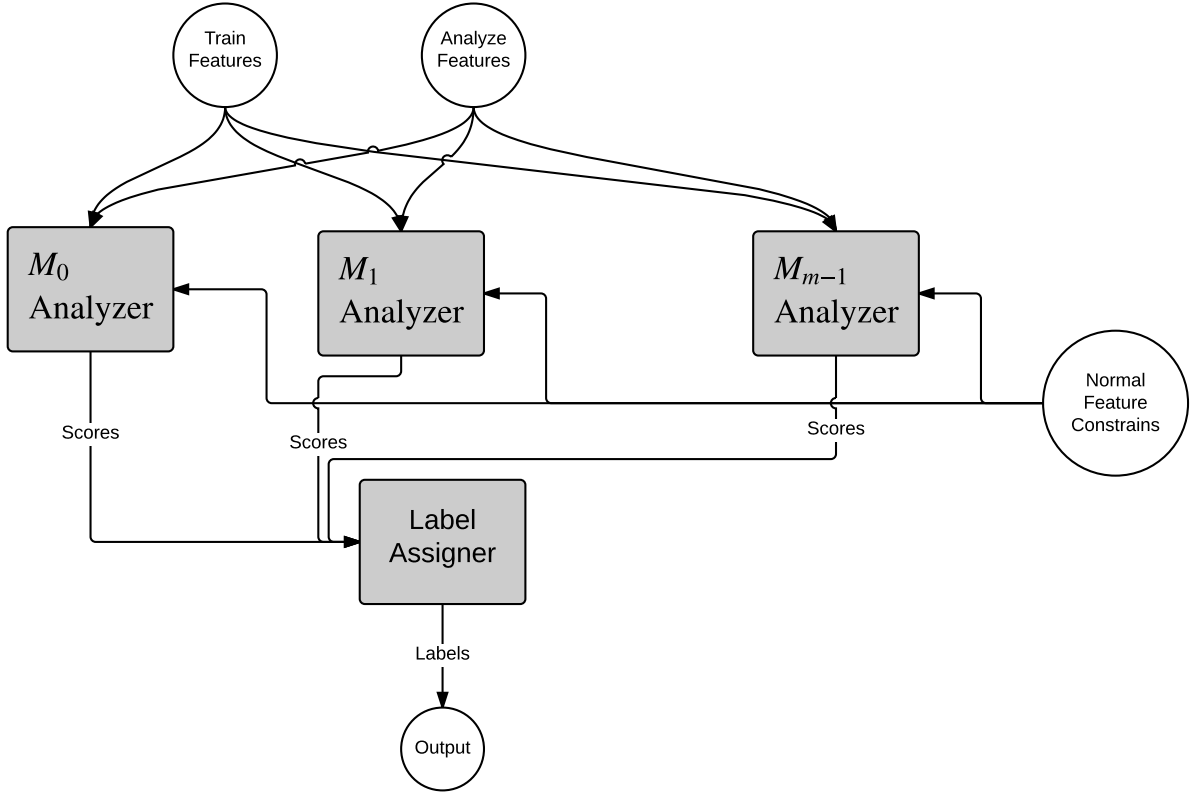 Train
Features
Analyze
Features
M₀
Analyzer
M₁
Analyzer
Mₘ₋₁
Analyzer
Normal
Feature
Constrains
Scores
Scores
Scores
Label
Assigner
Labels
Output